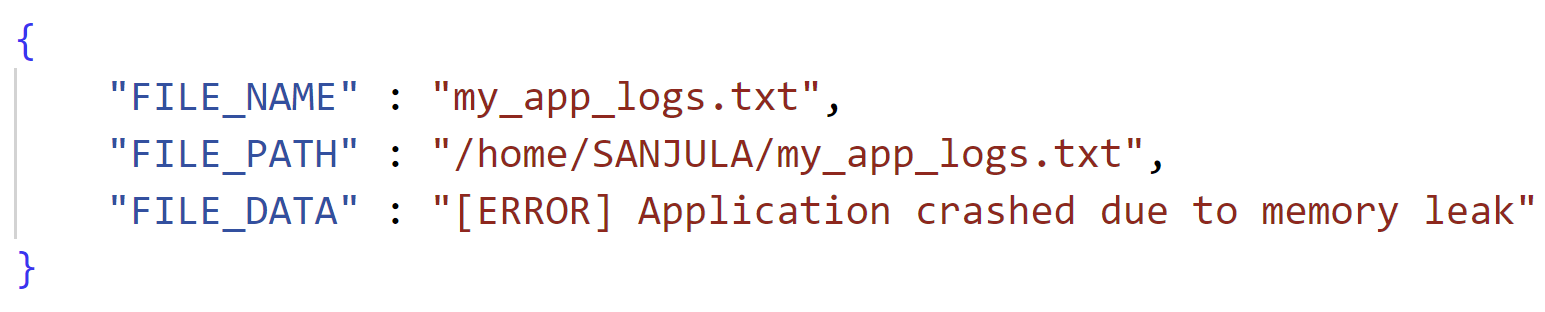 {
"FILE_NAME" : "my_app_logs.txt",
"FILE_PATH" : "/home/SANJULA/my_app_logs.txt",
"FILE_DATA" : "[ERROR] Application crashed due to memory leak"
}